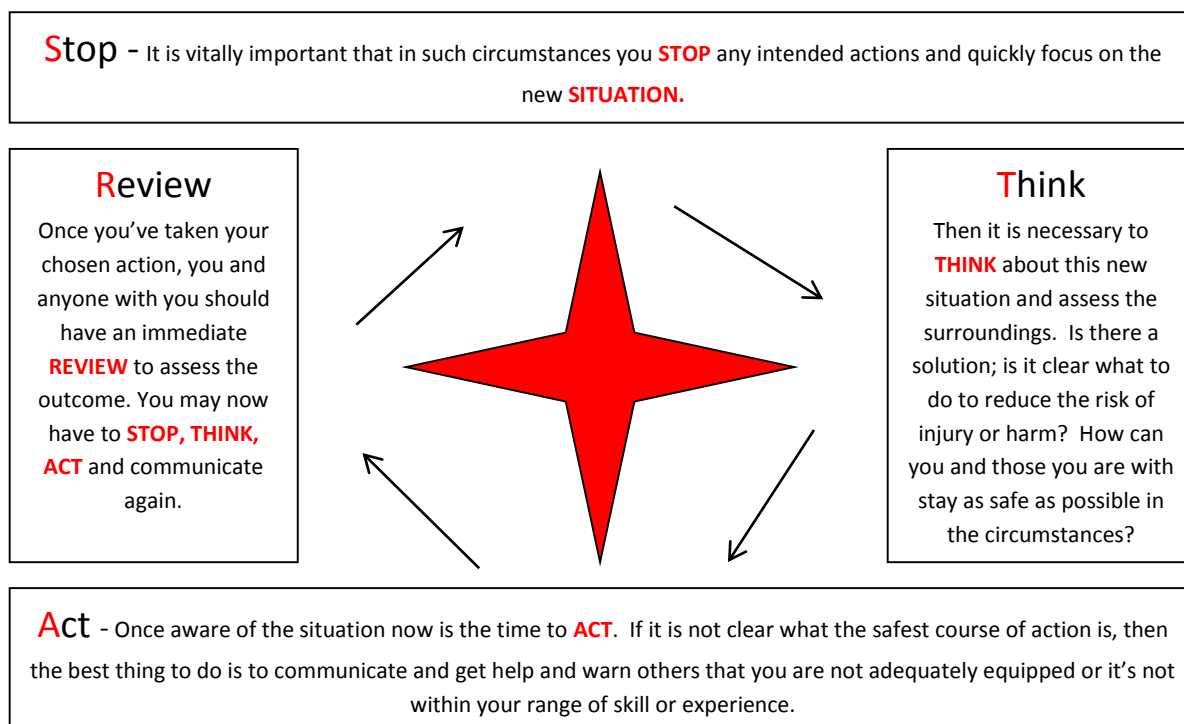 Stop - It is vitally important that in such circumstances you STOP any intended actions and quickly focus on the
new SITUATION.
Review
Once you’ve taken your
chosen action, you and
anyone with you should
have an immediate
REVIEW to assess the
outcome. You may now
have to STOP, THINK,
ACT and communicate
again.
Think
Then it is necessary to
THINK about this new
situation and assess the
surroundings.  Is there a
solution; is it clear what to
do to reduce the risk of
injury or harm?  How can
you and those you are with
stay as safe as possible in
the circumstances?
Act - Once aware of the situation now is the time to ACT.  If it is not clear what the safest course of action is, then
the best thing to do is to communicate and get help and warn others that you are not adequately equipped or it’s not
within your range of skill or experience.